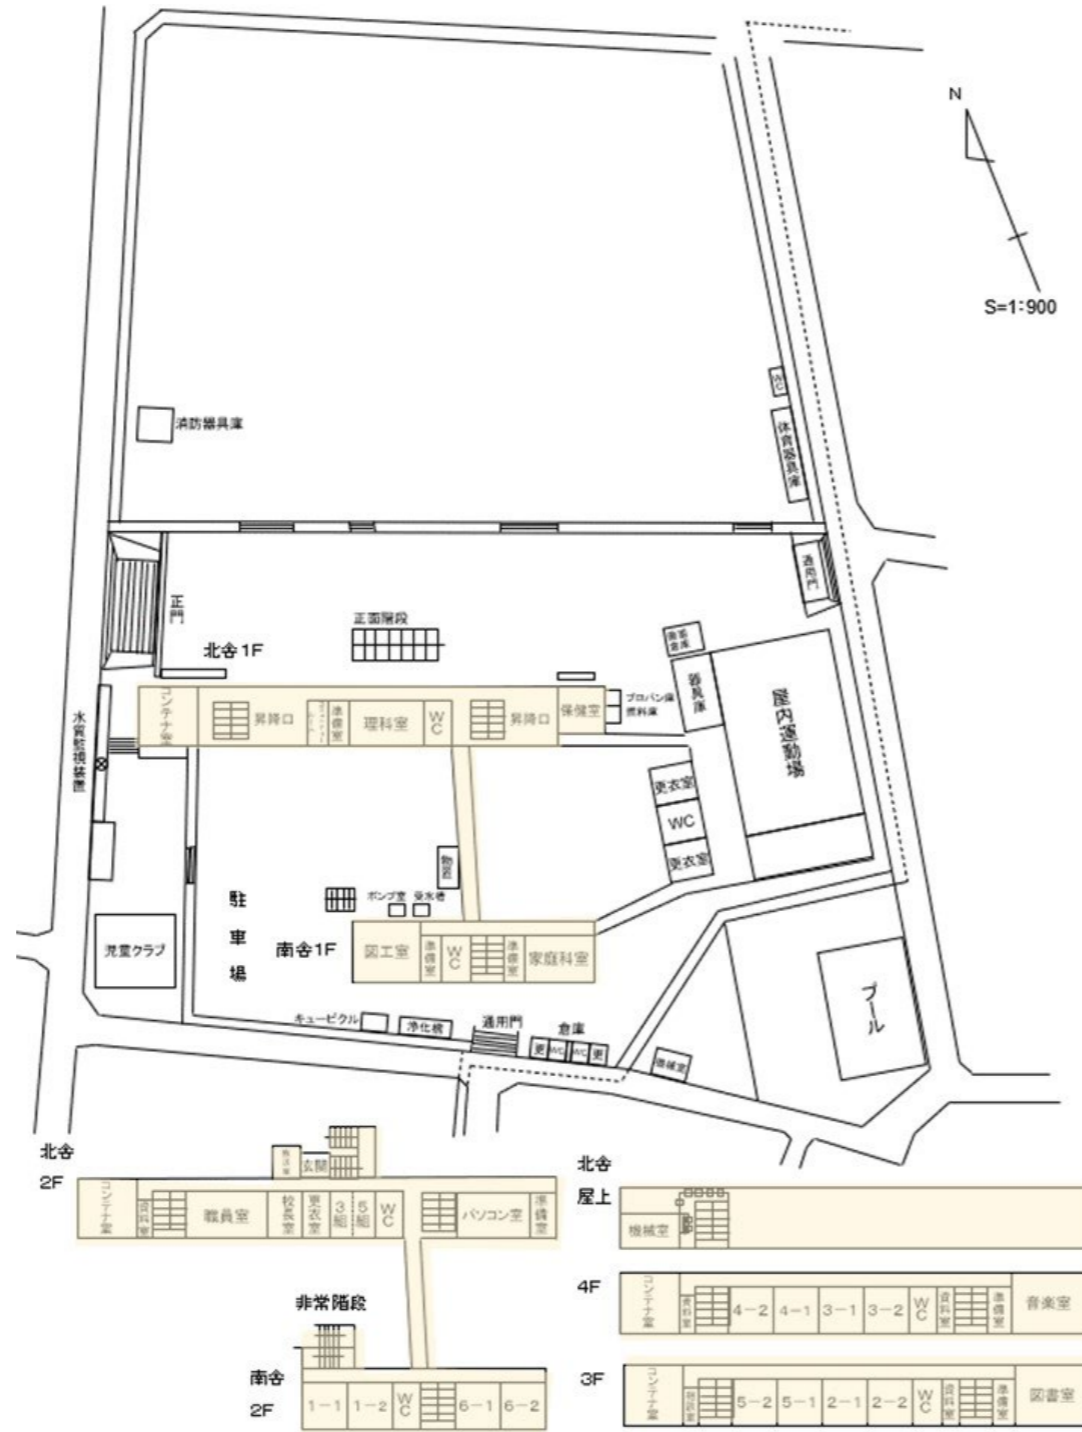 N
S=1:900
WC
体育器具庫
消防器具庫
通用門
正門
正面階段
北舎1F
器具庫
屋内運動場
プロパン庫
燃料庫
コンテナ室
昇降口
準備室
理科室
WC
昇降口
保健室
水質監視装置
更衣室
WC
更衣室
物置
駐車場
ポンプ室
受水槽
児童クラブ
南舎1F
図工室
準備室
WC
準備室
家庭科室
プール
キュービクル
浄化槽
通用門
倉庫
更
WC
WC
更
機械室
北舎
2F
放送室
玄関
コンテナ室
資料室
職員室
校長室
更衣室
3組
5組
WC
パソコン室
準備室
非常階段
南舎
2F
1-1
1-2
WC
6-1
6-2
北舎
屋上
機械室
4F
コンテナ室
資料室
4-2
4-1
3-1
3-2
WC
資料室
準備室
音楽室
3F
コンテナ室
5-2
5-1
2-1
2-2
WC
資料室
準備室
図書室